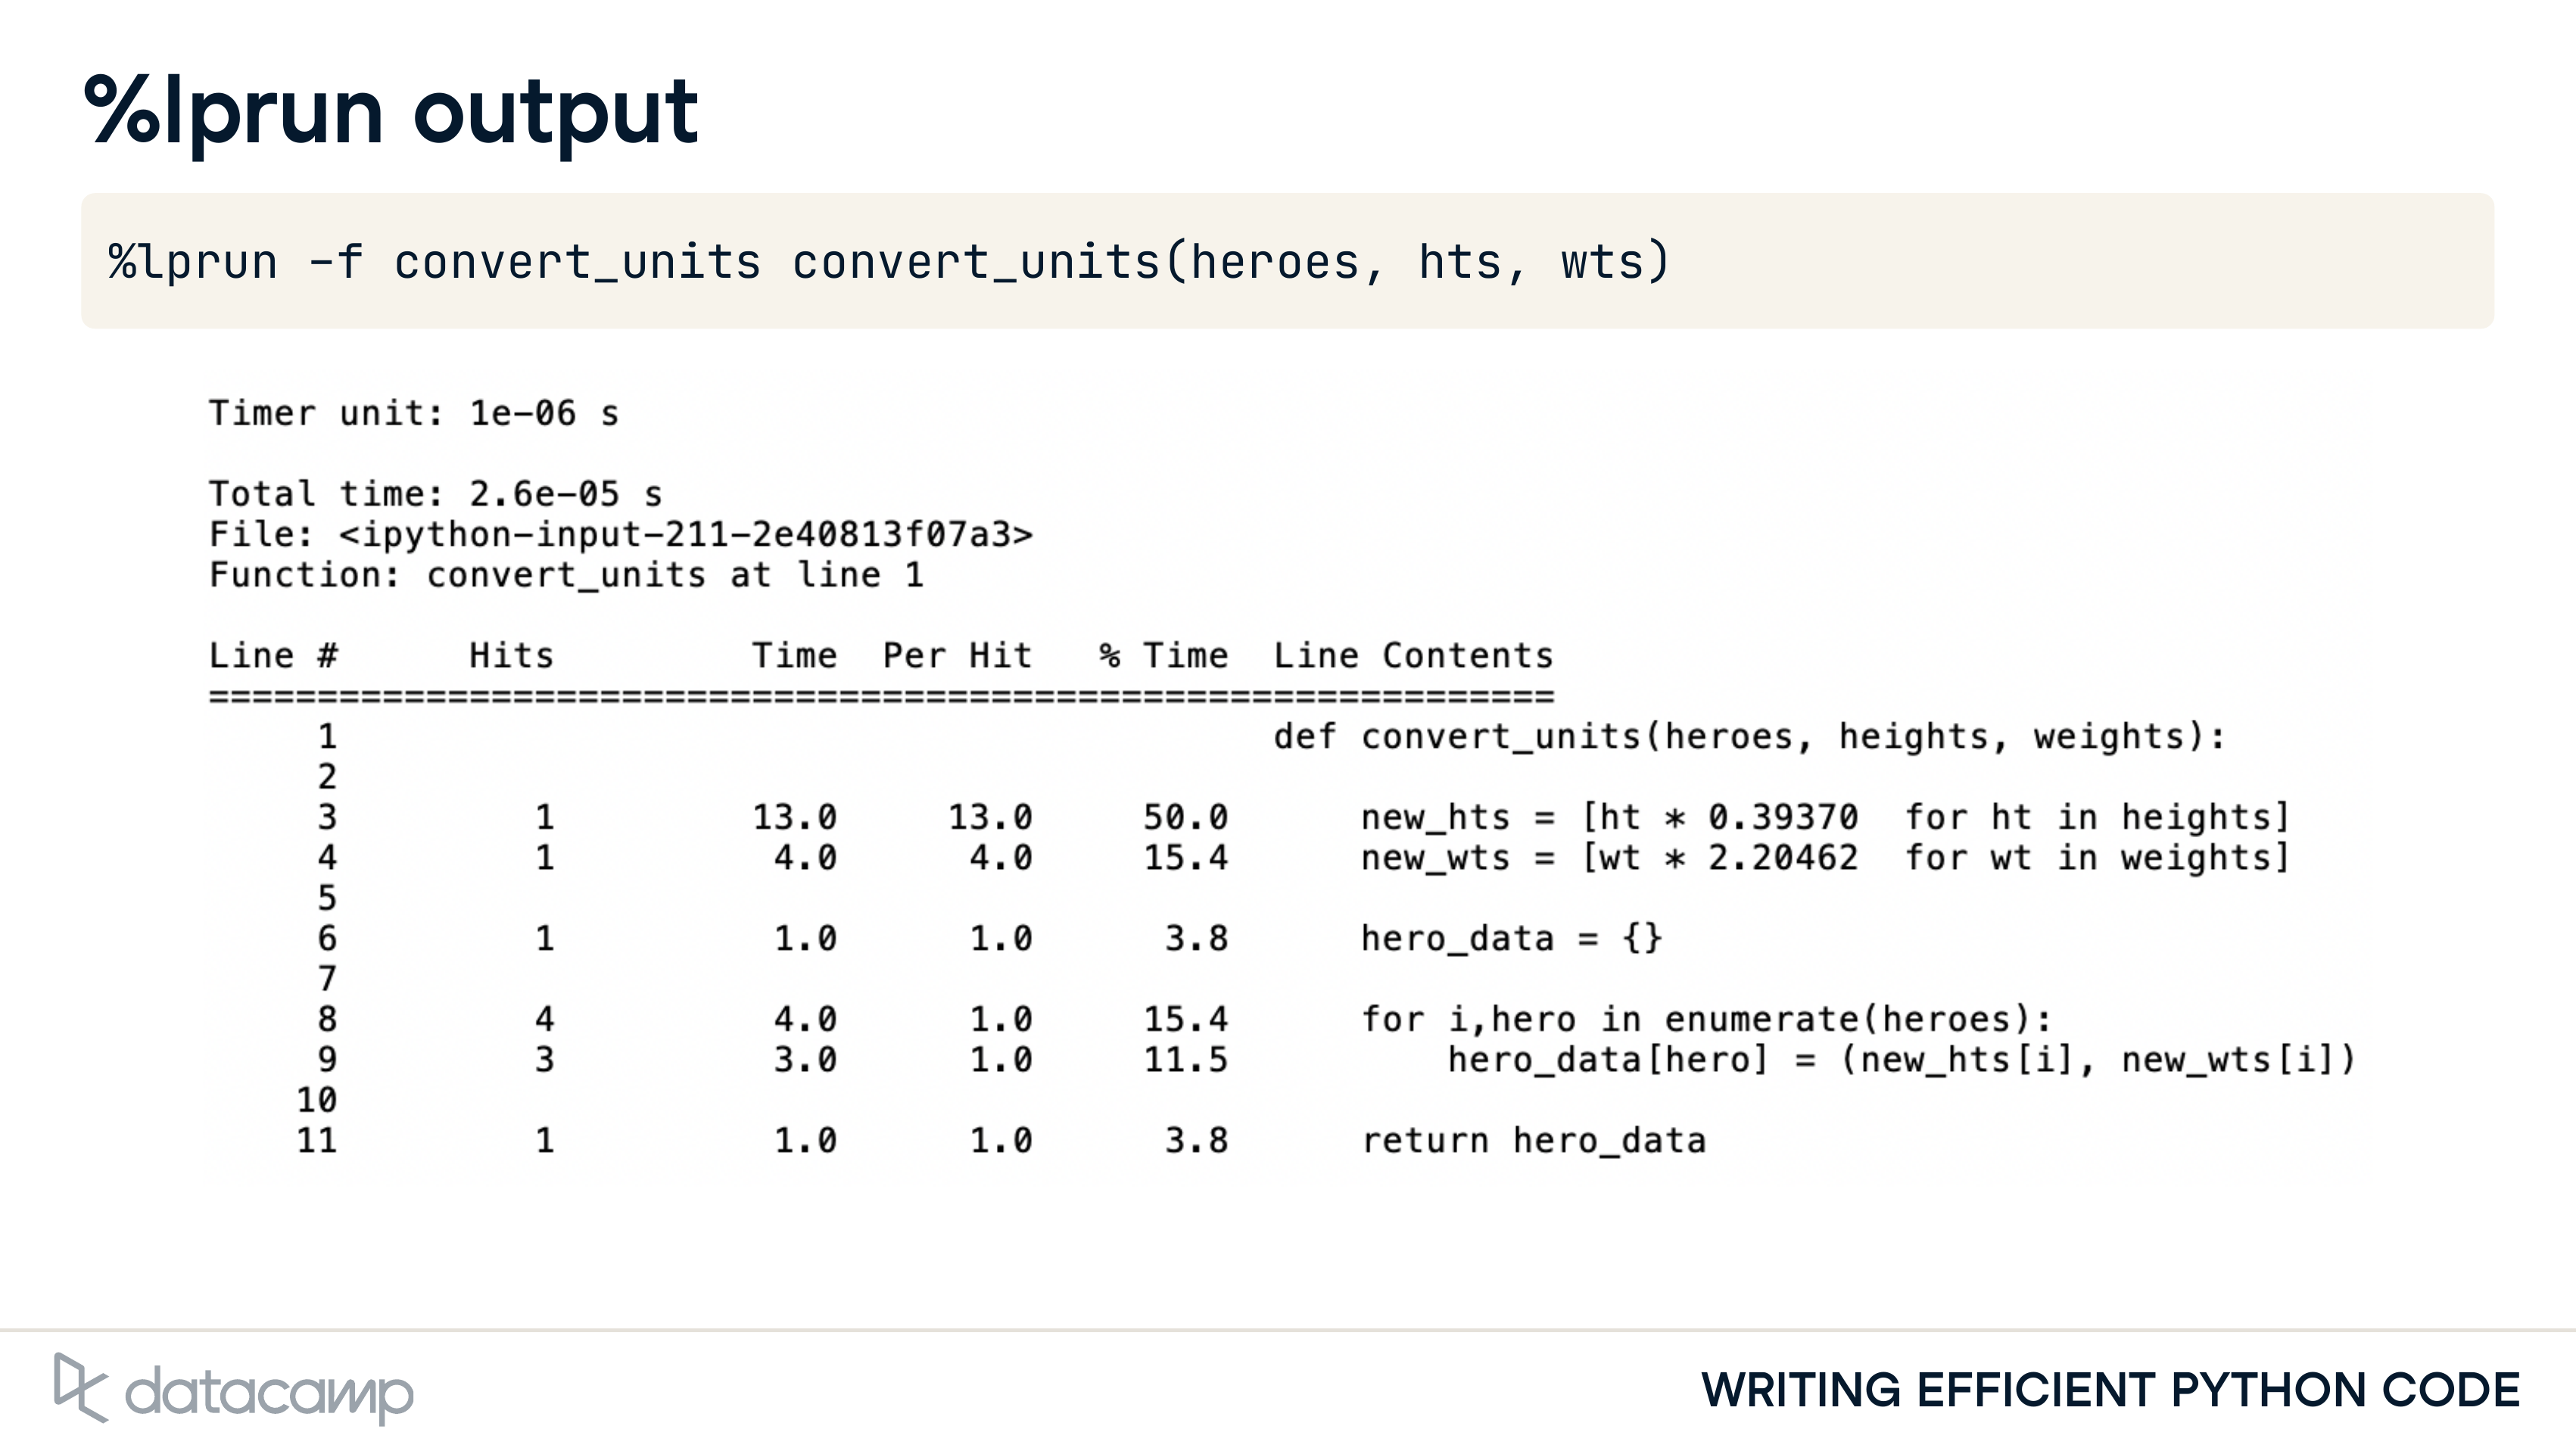 %lprun output
%lprun -f convert_units convert_units(heroes, hts, wts)
Timer unit: 1e-06 s
Total time: 2.6e-05 s
File: <ipython-input-211-2e40813f07a3>
Function: convert_units at line 1
Line #      Hits         Time  Per Hit   % Time  Line Contents
==============================================================
     1                                           def convert_units(heroes, heights, weights):
     2
     3         1         13.0     13.0     50.0      new_hts = [ht * 0.39370  for ht in heights]
     4         1          4.0      4.0     15.4      new_wts = [wt * 2.20462  for wt in weights]
     5
     6         1          1.0      1.0      3.8      hero_data = {}
     7
     8         4          4.0      1.0     15.4      for i,hero in enumerate(heroes):
     9         3          3.0      1.0     11.5          hero_data[hero] = (new_hts[i], new_wts[i])
    10
    11         1          1.0      1.0      3.8      return hero_data
datacamp
WRITING EFFICIENT PYTHON CODE